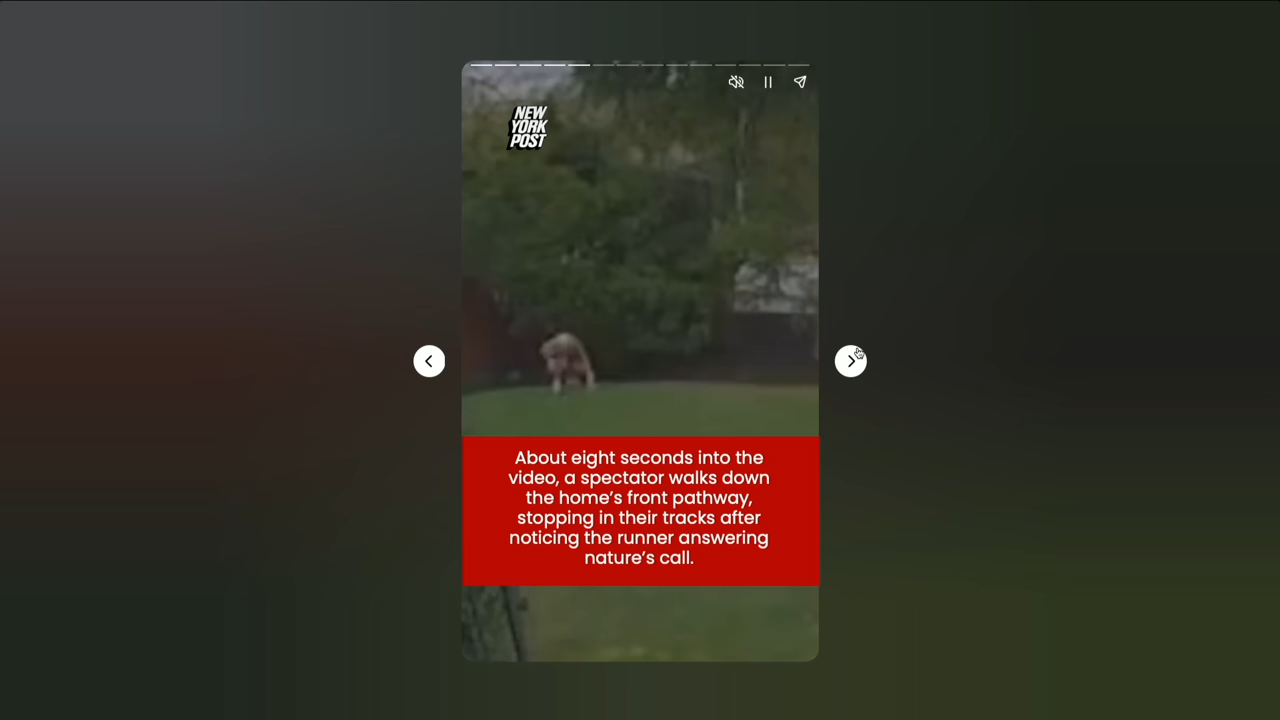 NEW
YORK
POST
About eight seconds into the
video, a spectator walks down
the home’s front pathway,
stopping in their tracks after
noticing the runner answering
nature’s call.